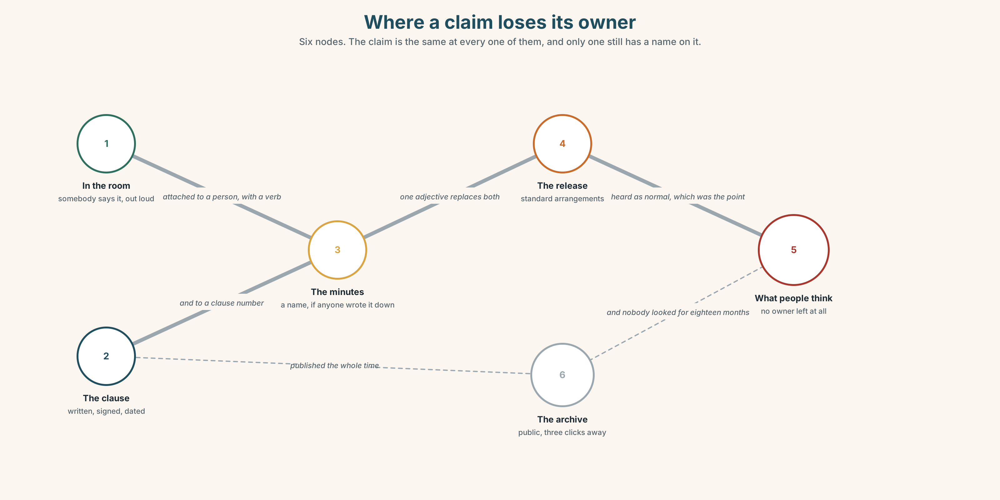 Where a claim loses its owner
Six nodes. The claim is the same at every one of them, and only one still has a name on it.
1
In the room
somebody says it, out loud
attached to a person, with a verb
4
The release
standard arrangements
one adjective replaces both
heard as normal, which was the point
3
The minutes
a name, if anyone wrote it down
5
What people think
no owner left at all
and to a clause number
and nobody looked for eighteen months
2
The clause
written, signed, dated
published the whole time
6
The archive
public, three clicks away